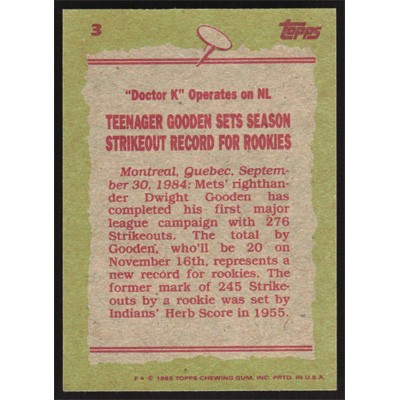 3
Topps
"Doctor K" Operates on NL
TEENAGER GOODEN SETS SEASON
STRIKEOUT RECORD FOR ROOKIES
Montreal, Quebec, Septem-
ber 30, 1984: Mets' righthan-
der Dwight Gooden has
completed his first major
league campaign with 276
Strikeouts. The total by
Gooden, who'll be 20 on
November 16th, represents a
new record for rookies. The
former mark of 245 Strike-
outs by a rookie was set by
Indians' Herb Score in 1955.
F * © 1985 TOPPS CHEWING GUM, INC. PRTD. IN U.S.A.